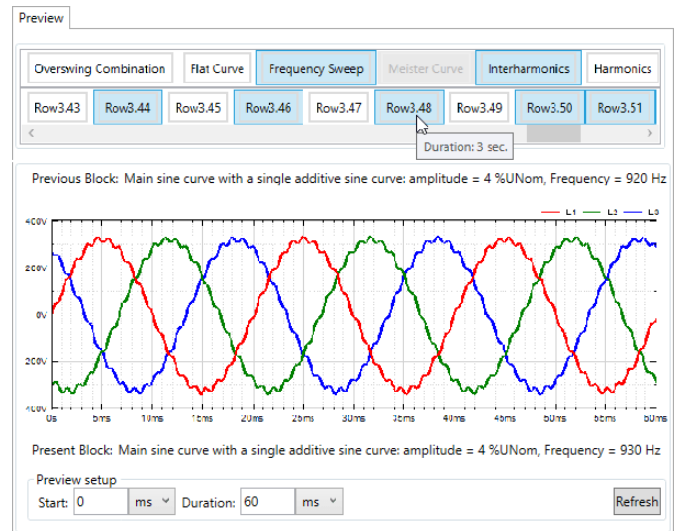 Preview
Overswing Combination Flat Curve Frequency Sweep Meister Curve Interharmonics Harmonics
Row3.43 Row3.44 Row3.45 Row3.46 Row3.47 Row3.48 Row3.49 Row3.50 Row3.51
Duration: 3 sec.
Previous Block: Main sine curve with a single additive sine curve: amplitude = 4 %UNom, Frequency = 920 Hz
L1 L2 L3
400V
200V
0V
200V
400V
0s 5ms 10ms 15ms 20ms 25ms 30ms 35ms 40ms 45ms 50ms 55ms 60ms
Present Block: Main sine curve with a single additive sine curve: amplitude = 4 %UNom, Frequency = 930 Hz
Preview setup
Start: 0 ms Duration: 60 ms Refresh